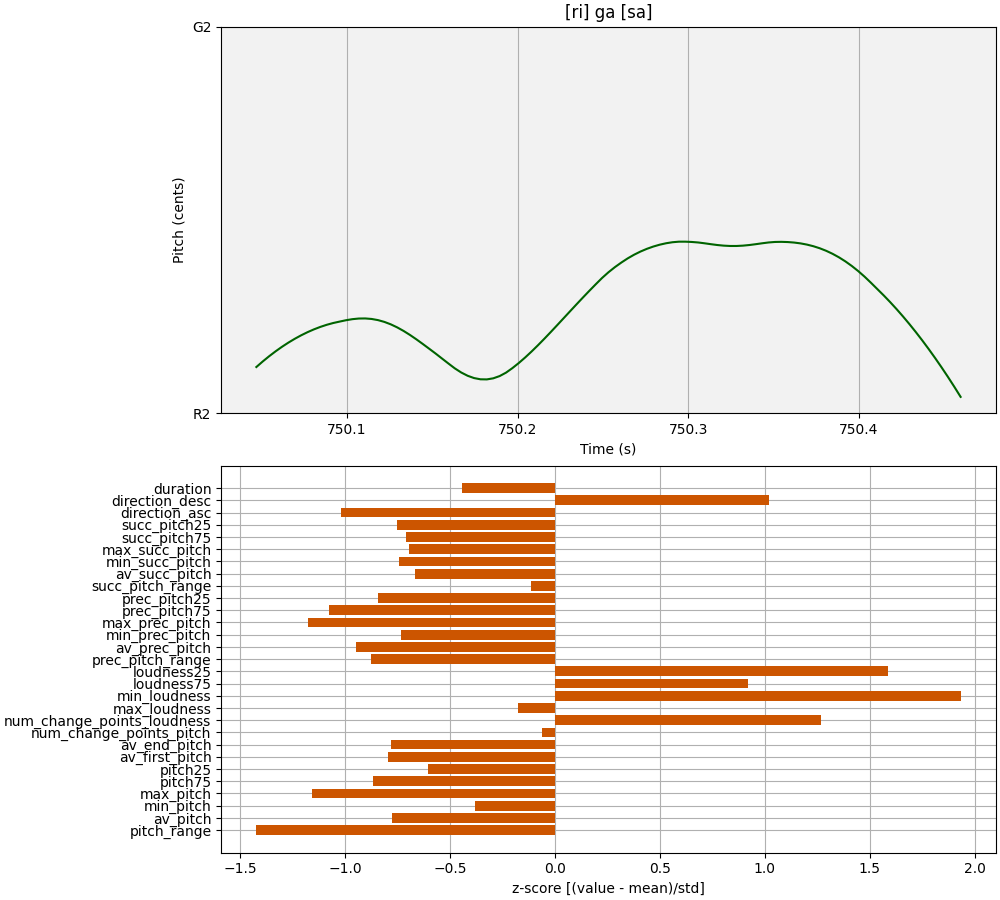 [ri] ga [sa]
G2
Pitch (cents)
R2
750.1 750.2 750.3 750.4
Time (s)
duration
direction_desc
direction_asc
succ_pitch25
succ_pitch75
max_succ_pitch
min_succ_pitch
av_succ_pitch
succ_pitch_range
prec_pitch25
prec_pitch75
max_prec_pitch
min_prec_pitch
av_prec_pitch
prec_pitch_range
loudness25
loudness75
min_loudness
max_loudness
num_change_points_loudness
num_change_points_pitch
av_end_pitch
av_first_pitch
pitch25
pitch75
max_pitch
min_pitch
av_pitch
pitch_range
−1.5 −1.0 −0.5 0.0 0.5 1.0 1.5 2.0
z-score [(value - mean)/std]